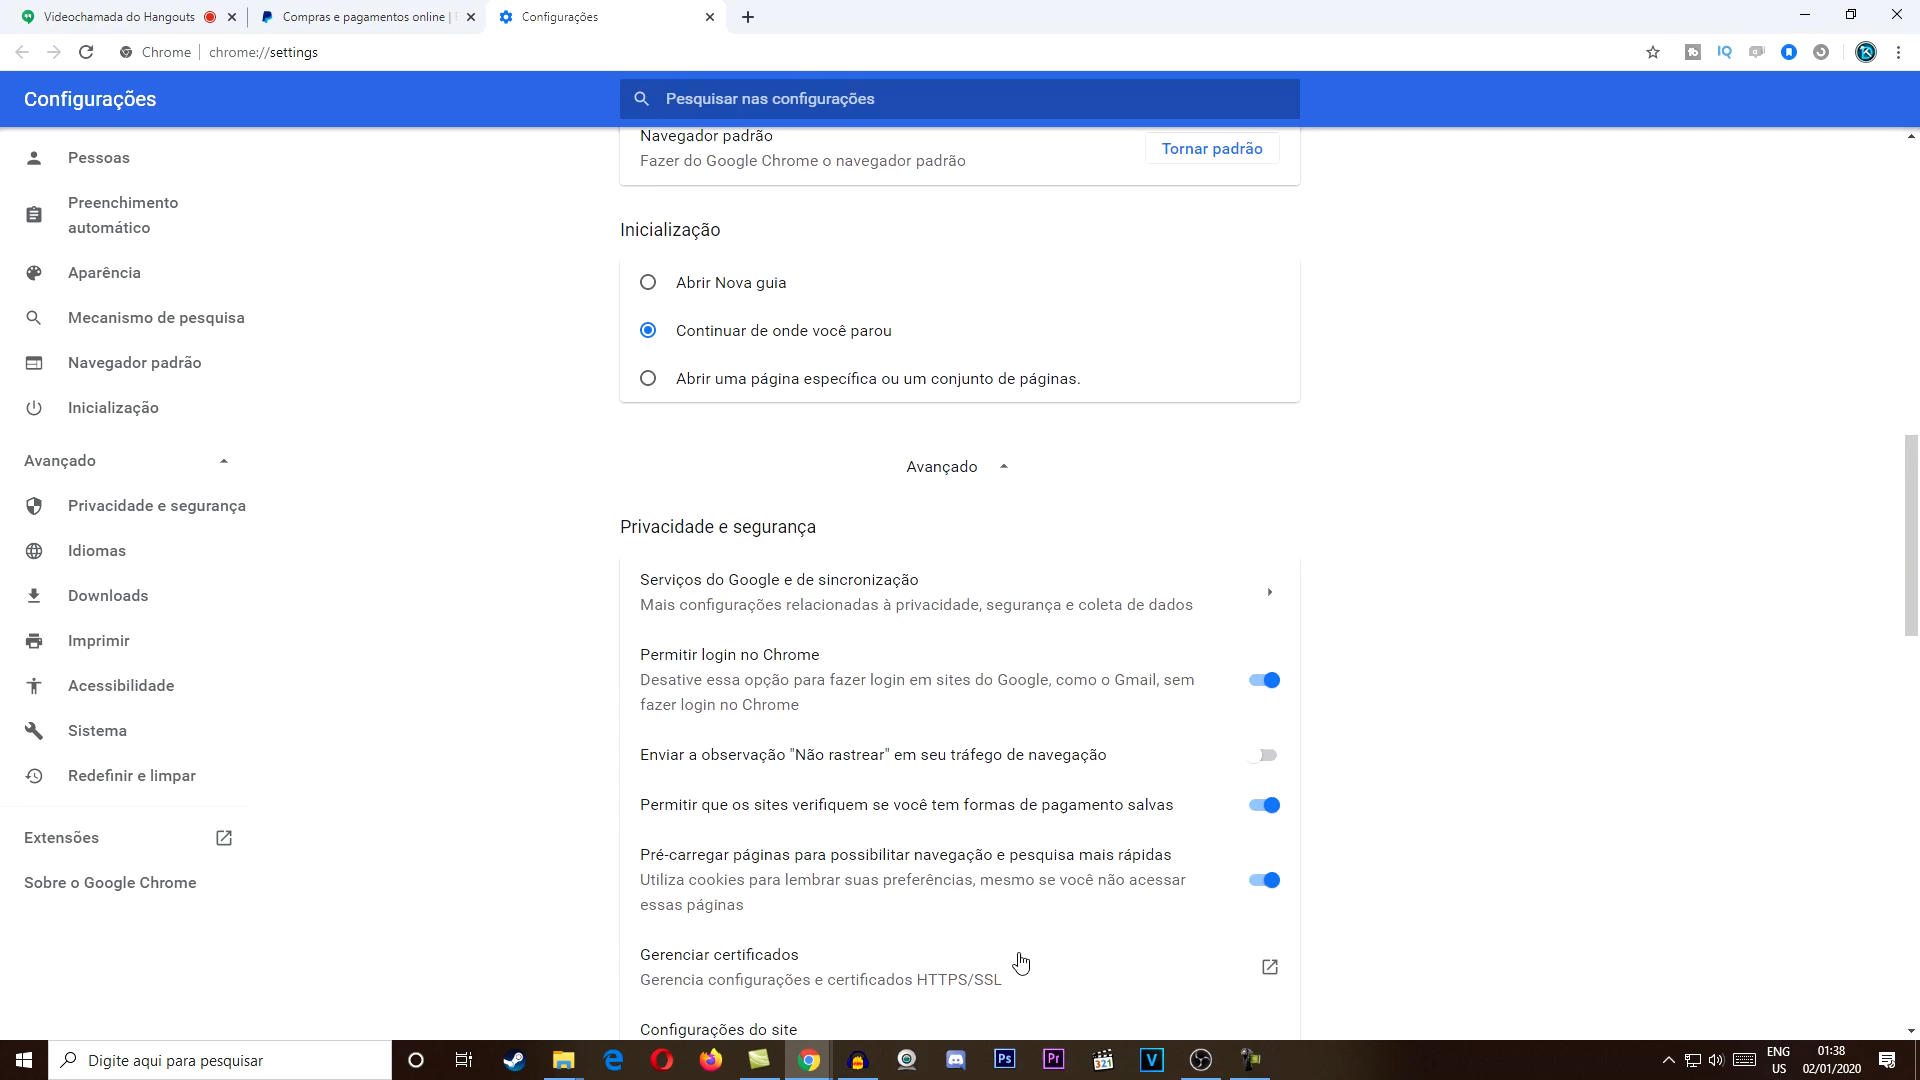 Videochamada do Hangouts
Compras e pagamentos online |
Configurações
Chrome | chrome://settings
Configurações
Pesquisar nas configurações
Pessoas
Preenchimento
automático
Aparência
Mecanismo de pesquisa
Navegador padrão
Inicialização
Avançado
Privacidade e segurança
Idiomas
Downloads
Imprimir
Acessibilidade
Sistema
Redefinir e limpar
Extensões
Sobre o Google Chrome
Navegador padrão
Fazer do Google Chrome o navegador padrão
Tornar padrão
Inicialização
Abrir Nova guia
Continuar de onde você parou
Abrir uma página específica ou um conjunto de páginas.
Avançado
Privacidade e segurança
Serviços do Google e de sincronização
Mais configurações relacionadas à privacidade, segurança e coleta de dados
Permitir login no Chrome
Desative essa opção para fazer login em sites do Google, como o Gmail, sem
fazer login no Chrome
Enviar a observação "Não rastrear" em seu tráfego de navegação
Permitir que os sites verifiquem se você tem formas de pagamento salvas
Pré-carregar páginas para possibilitar navegação e pesquisa mais rápidas
Utiliza cookies para lembrar suas preferências, mesmo se você não acessar
essas páginas
Gerenciar certificados
Gerencia configurações e certificados HTTPS/SSL
Configurações do site
Digite aqui para pesquisar
Ps
Pr
321
V
ENG
US
01:38
02/01/2020